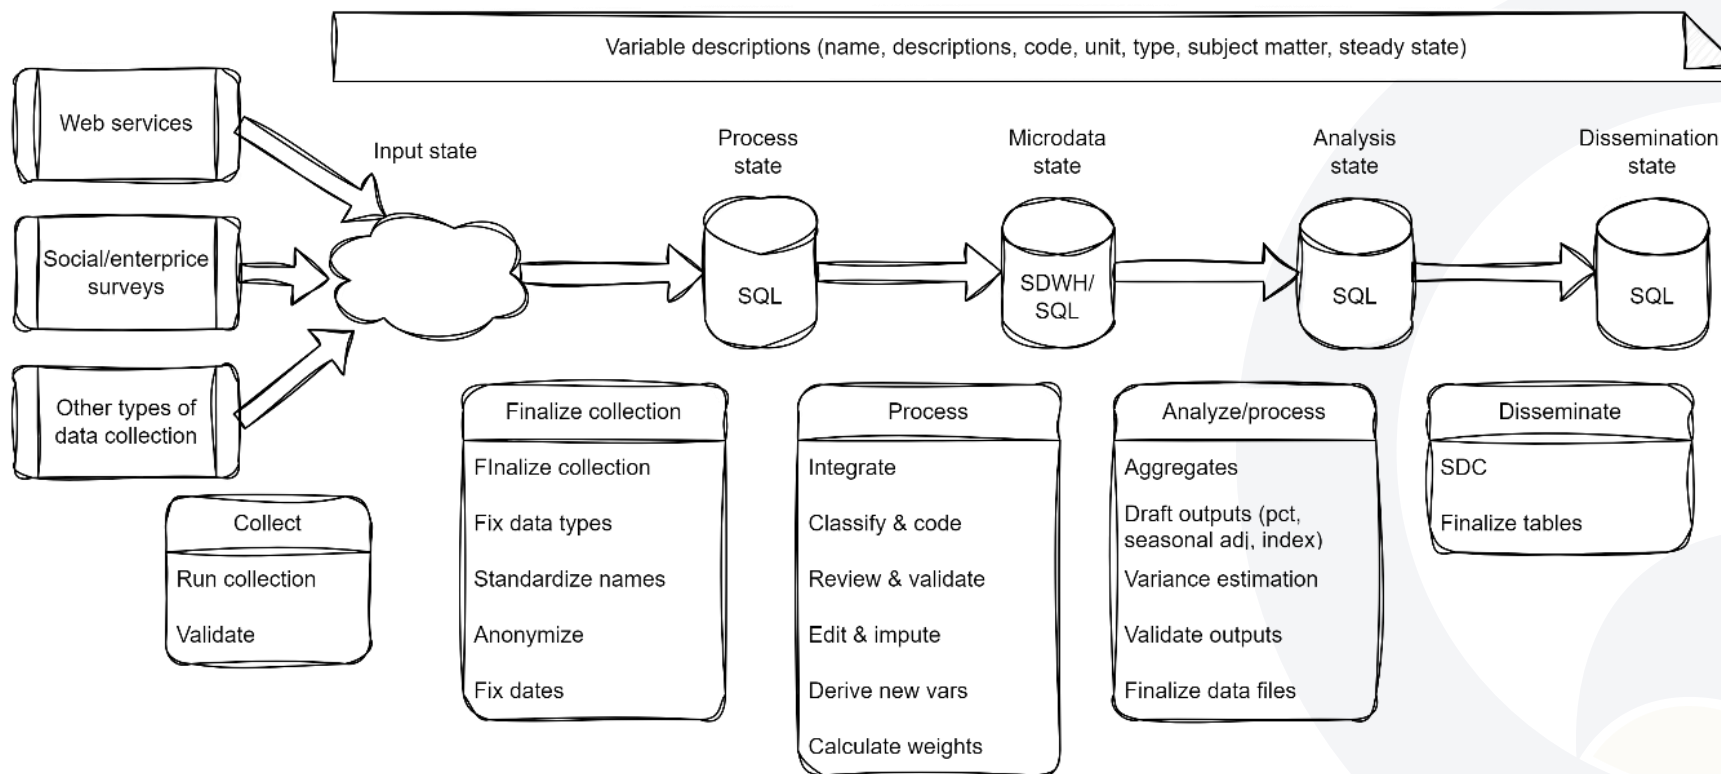 Variable descriptions (name, descriptions, code, unit, type, subject matter, steady state)
Web services
Social/enterprice
surveys
Other types of
data collection
Input state
Process
state
Microdata
state
Analysis
state
Dissemination
state
SQL
SDWH/
SQL
SQL
SQL
Collect
Run collection
Validate
Finalize collection
FInalize collection
Fix data types
Standardize names
Anonymize
Fix dates
Process
Integrate
Classify & code
Review & validate
Edit & impute
Derive new vars
Calculate weights
Analyze/process
Aggregates
Draft outputs (pct,
seasonal adj, index)
Variance estimation
Validate outputs
Finalize data files
Disseminate
SDC
Finalize tables